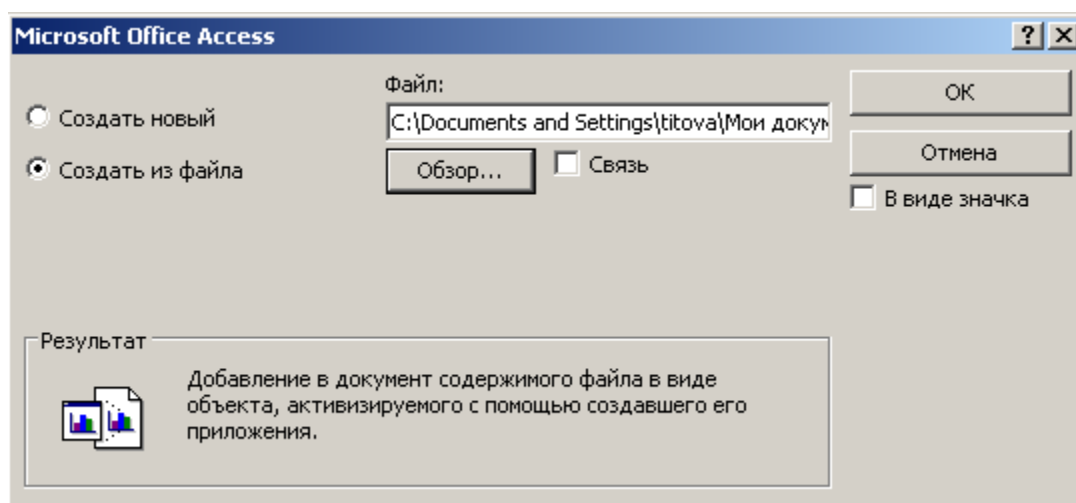 Microsoft Office Access
Создать новый
Создать из файла
Файл:
C:\Documents and Settings\titova\Мои докум
Обзор...
Связь
ОК
Отмена
В виде значка
Результат
Добавление в документ содержимого файла в виде
объекта, активизируемого с помощью создавшего его
приложения.